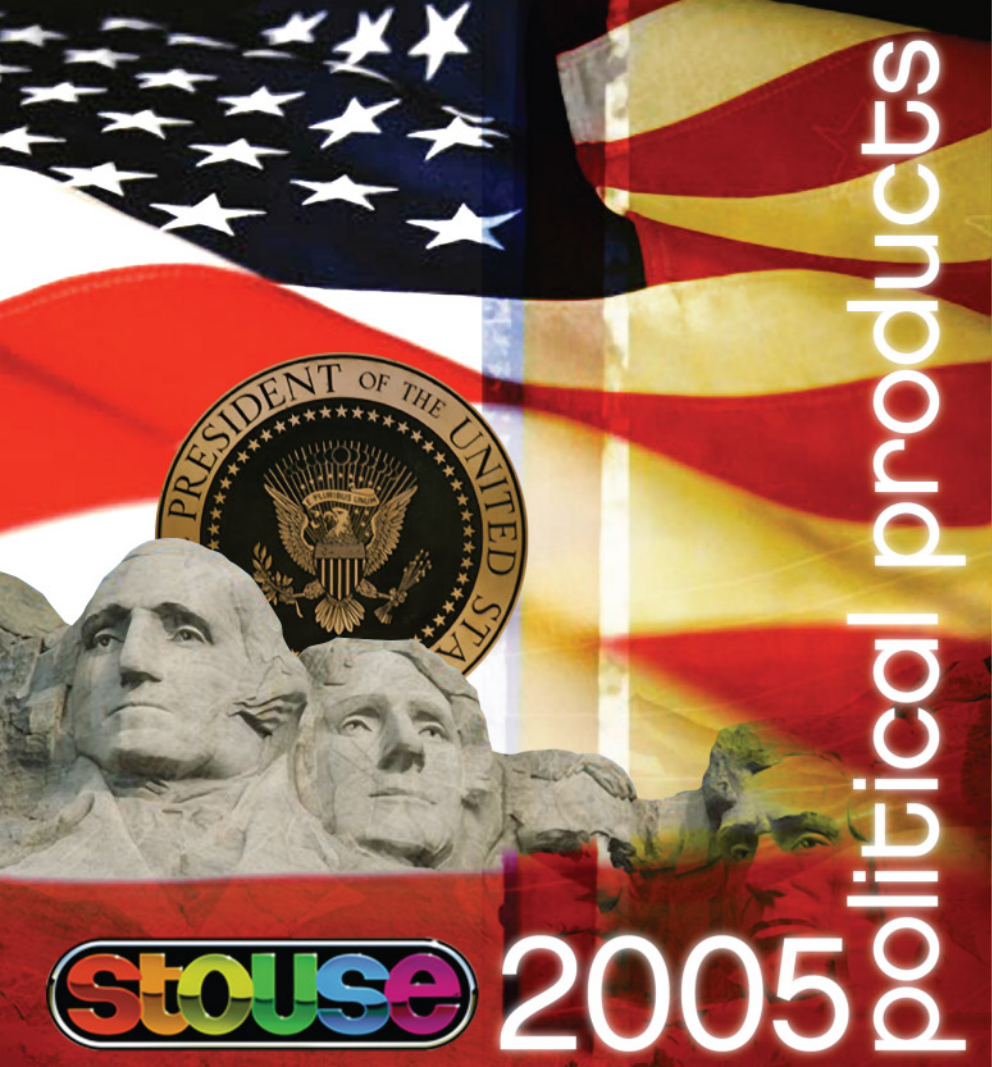 PRESIDENT OF THE UNITED STA
E PLURIBUS UNUM
political products
stouse
2005